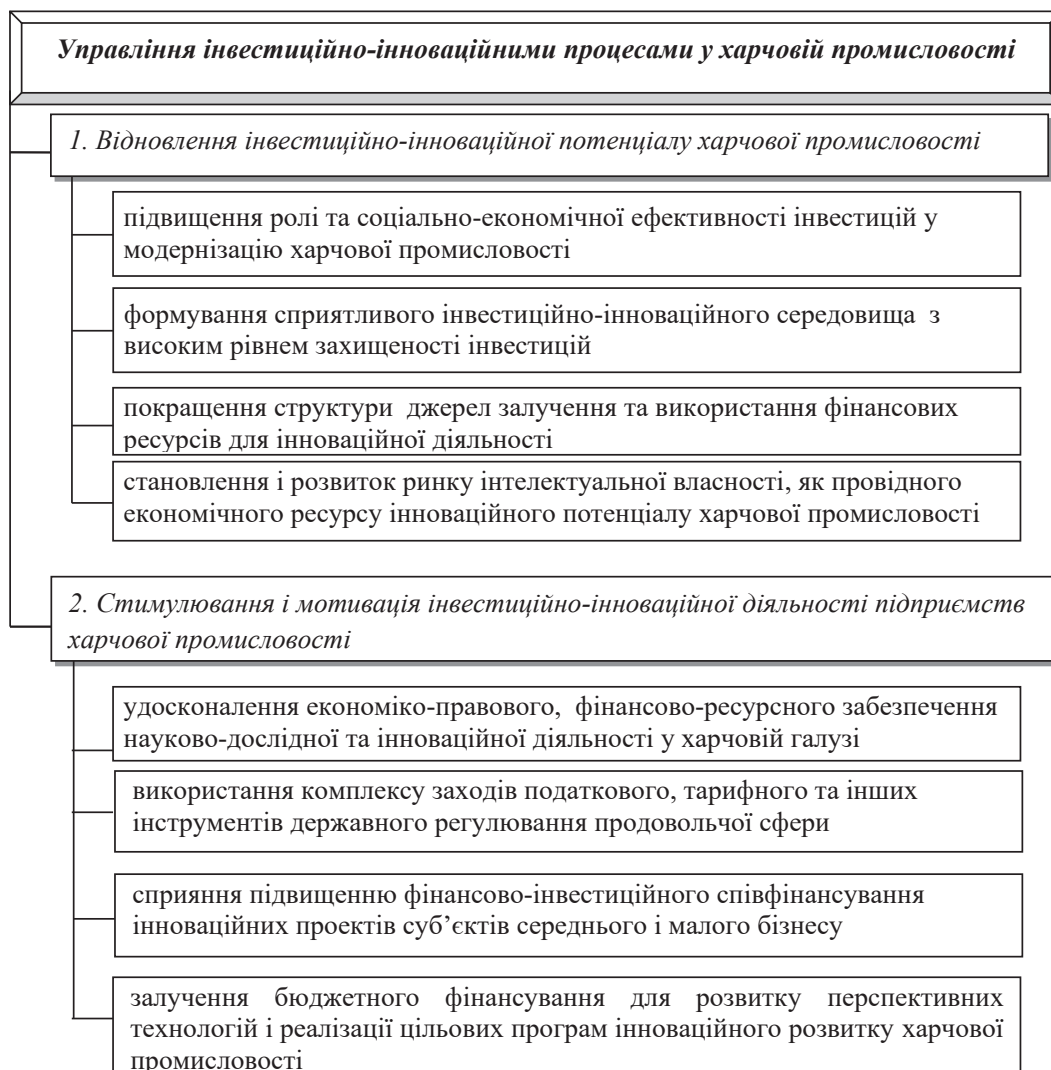 Управління інвестиційно-інноваційними процесами у харчовій промисловості
1. Відновлення інвестиційно-інноваційної потенціалу харчової промисловості
підвищення ролі та соціально-економічної ефективності інвестицій у
модернізацію харчової промисловості
формування сприятливого інвестиційно-інноваційного середовища з
високим рівнем захищеності інвестицій
покращення структури джерел залучення та використання фінансових
ресурсів для інноваційної діяльності
становлення і розвиток ринку інтелектуальної власності, як провідного
економічного ресурсу інноваційного потенціалу харчової промисловості
2. Стимулювання і мотивація інвестиційно-інноваційної діяльності підприємств
харчової промисловості
удосконалення економіко-правового, фінансово-ресурсного забезпечення
науково-дослідної та інноваційної діяльності у харчовій галузі
використання комплексу заходів податкового, тарифного та інших
інструментів державного регулювання продовольчої сфери
сприяння підвищенню фінансово-інвестиційного співфінансування
інноваційних проектів суб’єктів середнього і малого бізнесу
залучення бюджетного фінансування для розвитку перспективних
технологій і реалізації цільових програм інноваційного розвитку харчової
промисловості